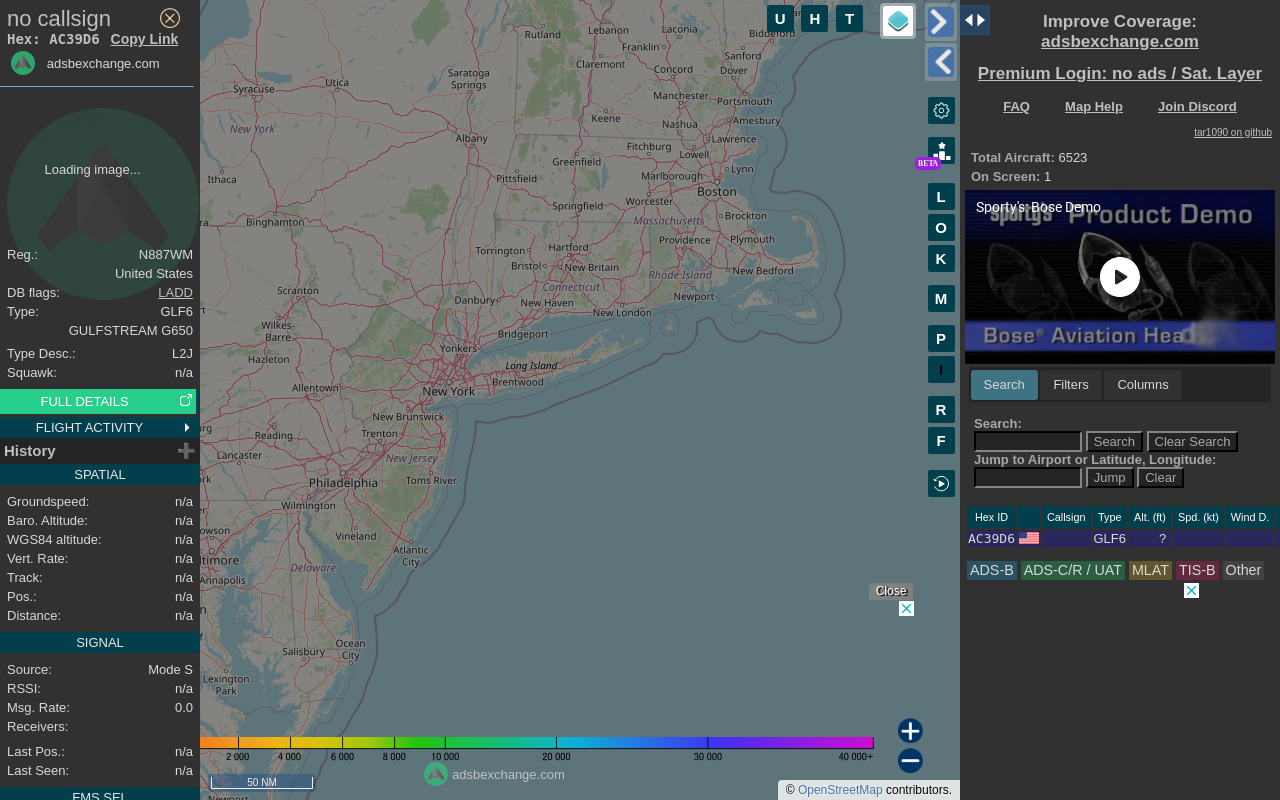 no callsign
Hex: AC39D6 Copy Link
adsbexchange.com
Loading image...
Reg.: N887WM
United States
DB flags: LADD
Type: GLF6
GULFSTREAM G650
Type Desc.: L2J
Squawk: n/a
FULL DETAILS
FLIGHT ACTIVITY
History
SPATIAL
Groundspeed: n/a
Baro. Altitude: n/a
WGS84 altitude: n/a
Vert. Rate: n/a
Track: n/a
Pos.: n/a
Distance: n/a
SIGNAL
Source: Mode S
RSSI: n/a
Msg. Rate: 0.0
Receivers:
Last Pos.: n/a
Last Seen: n/a
FMS SEL
U H T
Rutland
Lebanon
Laconia
Biddeford
Franklin
Sanford
Claremont
Concord
Dover
Saratoga
Springs
Utica
Syracuse
Manchester
Portsmouth
Keene
Nashua
Amesbury
New York
Albany
Lawrence
Fitchburg
Greenfield
Lowell
Lynn
Ithaca
Pittsfield
Marlborough
Boston
Worcester
Springfield
Binghamton
Massachusetts
Brockton
Torrington
Hartford
Providence
Plymouth
Bristol
New Britain
Rhode Island
New Bedford
Connecticut
Scranton
Danbury
New Haven
New London
Newport
Wilkes-
Barre
Bridgeport
Hazleton
Yonkers
Long Island
Brentwood
Allentown
New York
New Brunswick
Reading
Trenton
Lancaster
New Jersey
Philadelphia
Toms River
Wilmington
Vineland
Atlantic
City
Annapolis
Delaware
Ocean
City
Salisbury
Lexington
Park
BETA
L
O
K
M
P
I
R
F
Close
2 000 4 000 6 000 8 000 10 000 20 000 30 000 40 000+
adsbexchange.com
50 NM
© OpenStreetMap contributors.
Improve Coverage:
adsbexchange.com
Premium Login: no ads / Sat. Layer
FAQ Map Help Join Discord
tar1090 on github
Total Aircraft: 6523
On Screen: 1
Sporty's: Bose Demo
sporty's Product Demo
Bose® Aviation Head
Search Filters Columns
Search:
Search Clear Search
Jump to Airport or Latitude, Longitude:
Jump Clear
Hex ID Callsign Type Alt. (ft) Spd. (kt) Wind D.
AC39D6 GLF6 ?
ADS-B ADS-C/R / UAT MLAT TIS-B Other